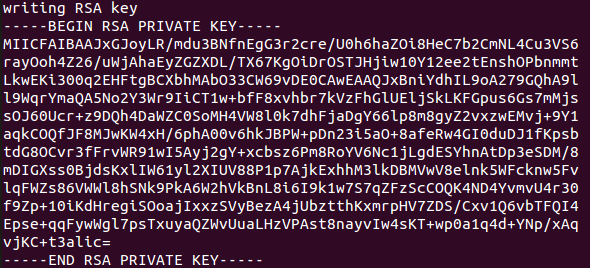 writing RSA key
-----BEGIN RSA PRIVATE KEY-----
MIICFAIBAAJxGJoyLR/mdu3BNfnEgG3r2cre/U0h6haZOi8HeC7b2CmNL4Cu3VS6
rayOoh4Z26/uWjAhaEyZGZXDL/TX67KgOiDrOSTJHjiw10Y12ee2tEnshOPbnmmt
LkwEKi300q2EHFtgBCXbhMAbO33CW69vDE0CAwEAAQJxBniYdhIL9oA279GQhA9l
l9WqrYmaQA5No2Y3Wr9IiCT1w+bfF8xvhbr7kVzFhGlUEljSkLKFGpus6Gs7mMjs
sOJ60Ucr+z9DQh4DaWZC0SoMH4VW8l0k7dhFjaDgY66lp8m8gyZ2vxzwEMvj+9Y1
aqkCOQfJF8MJwKW4xH/6phA00v6hkJBPW+pDn23i5aO+8afeRw4GI0duDJ1fKpsb
tdG8OCvr3fFrvWR91wI5Ayj2gY+xcbsz6Pm8RoYV6Nc1jLgdESYhnAtDp3eSDM/8
mDIGXss0BjdsKxlIW61yl2XIUV88P1p7AjkExhhM3lkDBMVwV8elnk5WFcknw5Fv
lqFWZs86VWWl8hSNk9PkA6W2hVkBnL8i6I9k1w7S7qZFzScCOQK4ND4YvmvU4r30
f9Zp+10iKdHregiSOoajIxxzSVyBezA4jUbztthKxmrpHV7ZDS/Cxv1Q6vbTFQI4
Epse+qqFywWgl7psTxuyaQZWvUuaLHzVPAst8nayvIw4sKT+wp0a1q4d+YNp/xAq
vjKC+t3alic=
-----END RSA PRIVATE KEY-----